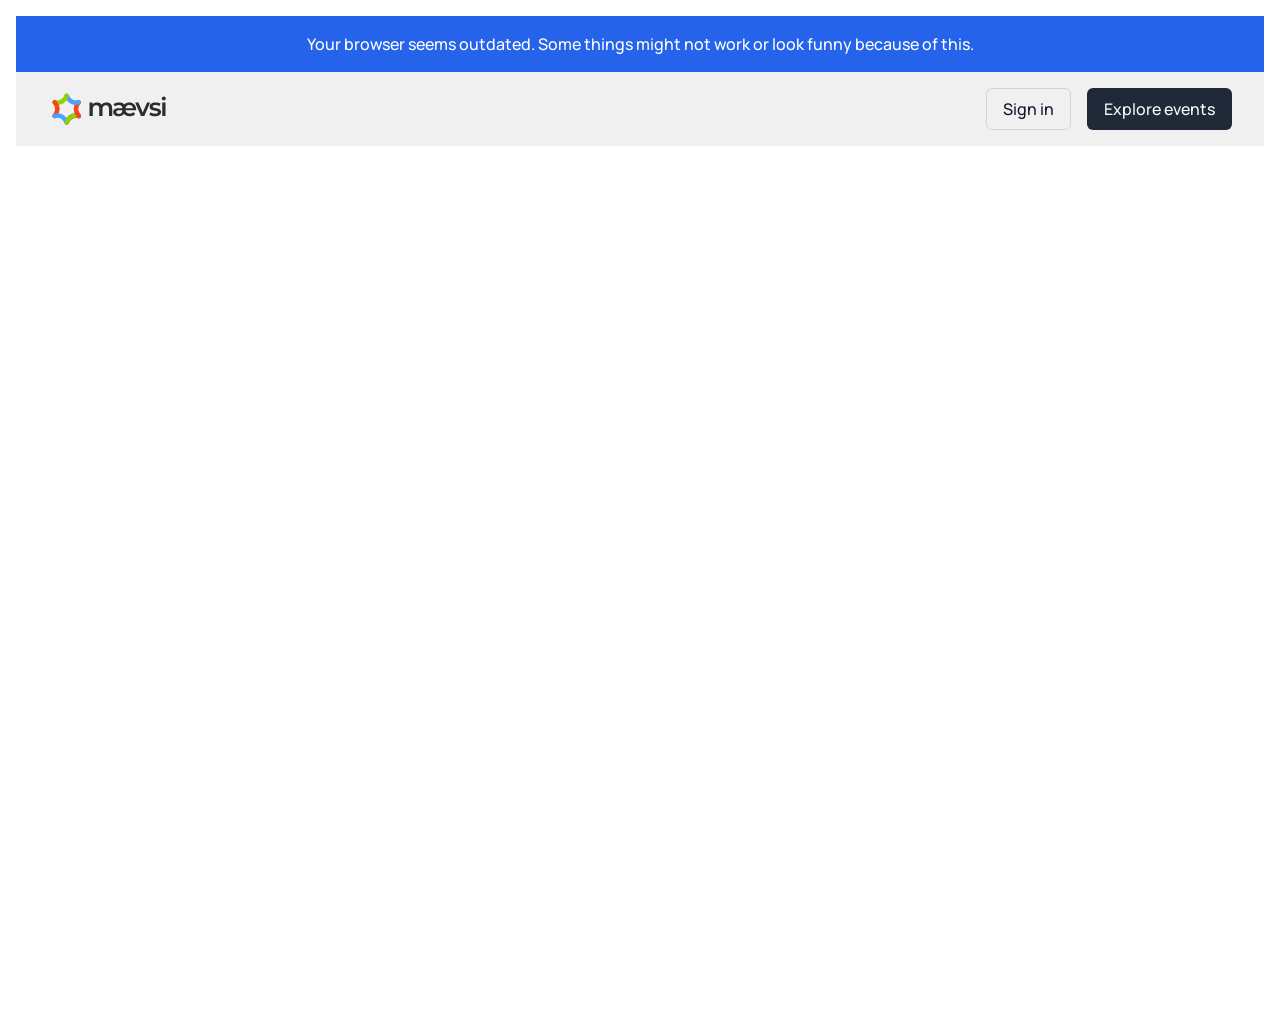 Your browser seems outdated. Some things might not work or look funny because of this.
mævsi
Sign in
Explore events